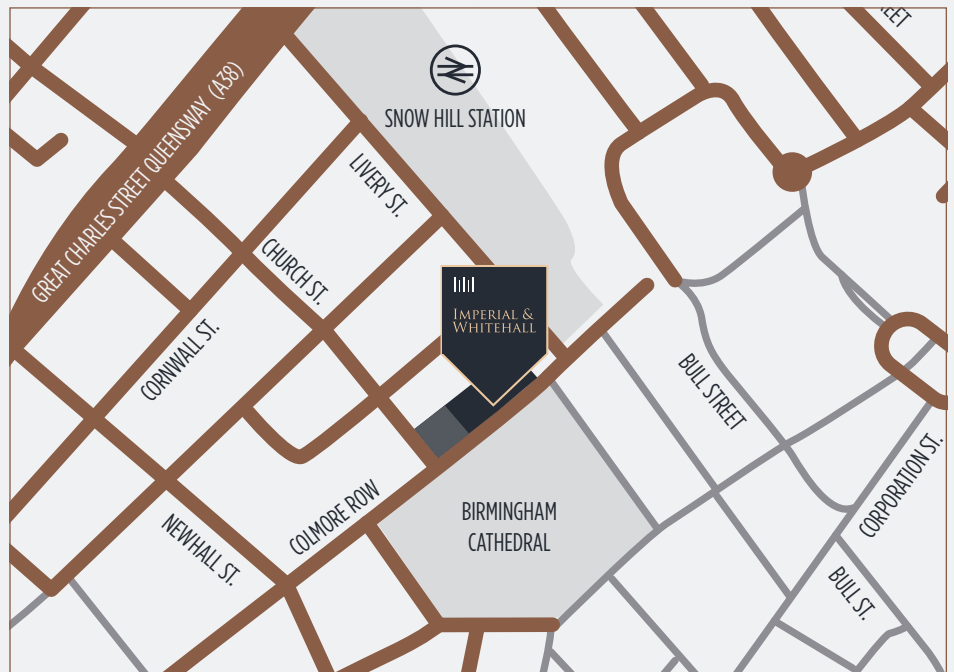 SNOW HILL STATION
GREAT CHARLES STREET QUEENSWAY (A38)
LIVERY ST.
CHURCH ST.
IMPERIAL &
WHITEHALL
CORNWALL ST.
BULL STREET
COLMORE ROW
BIRMINGHAM
CATHEDRAL
NEWHALL ST.
CORPORATION ST.
BULL ST.